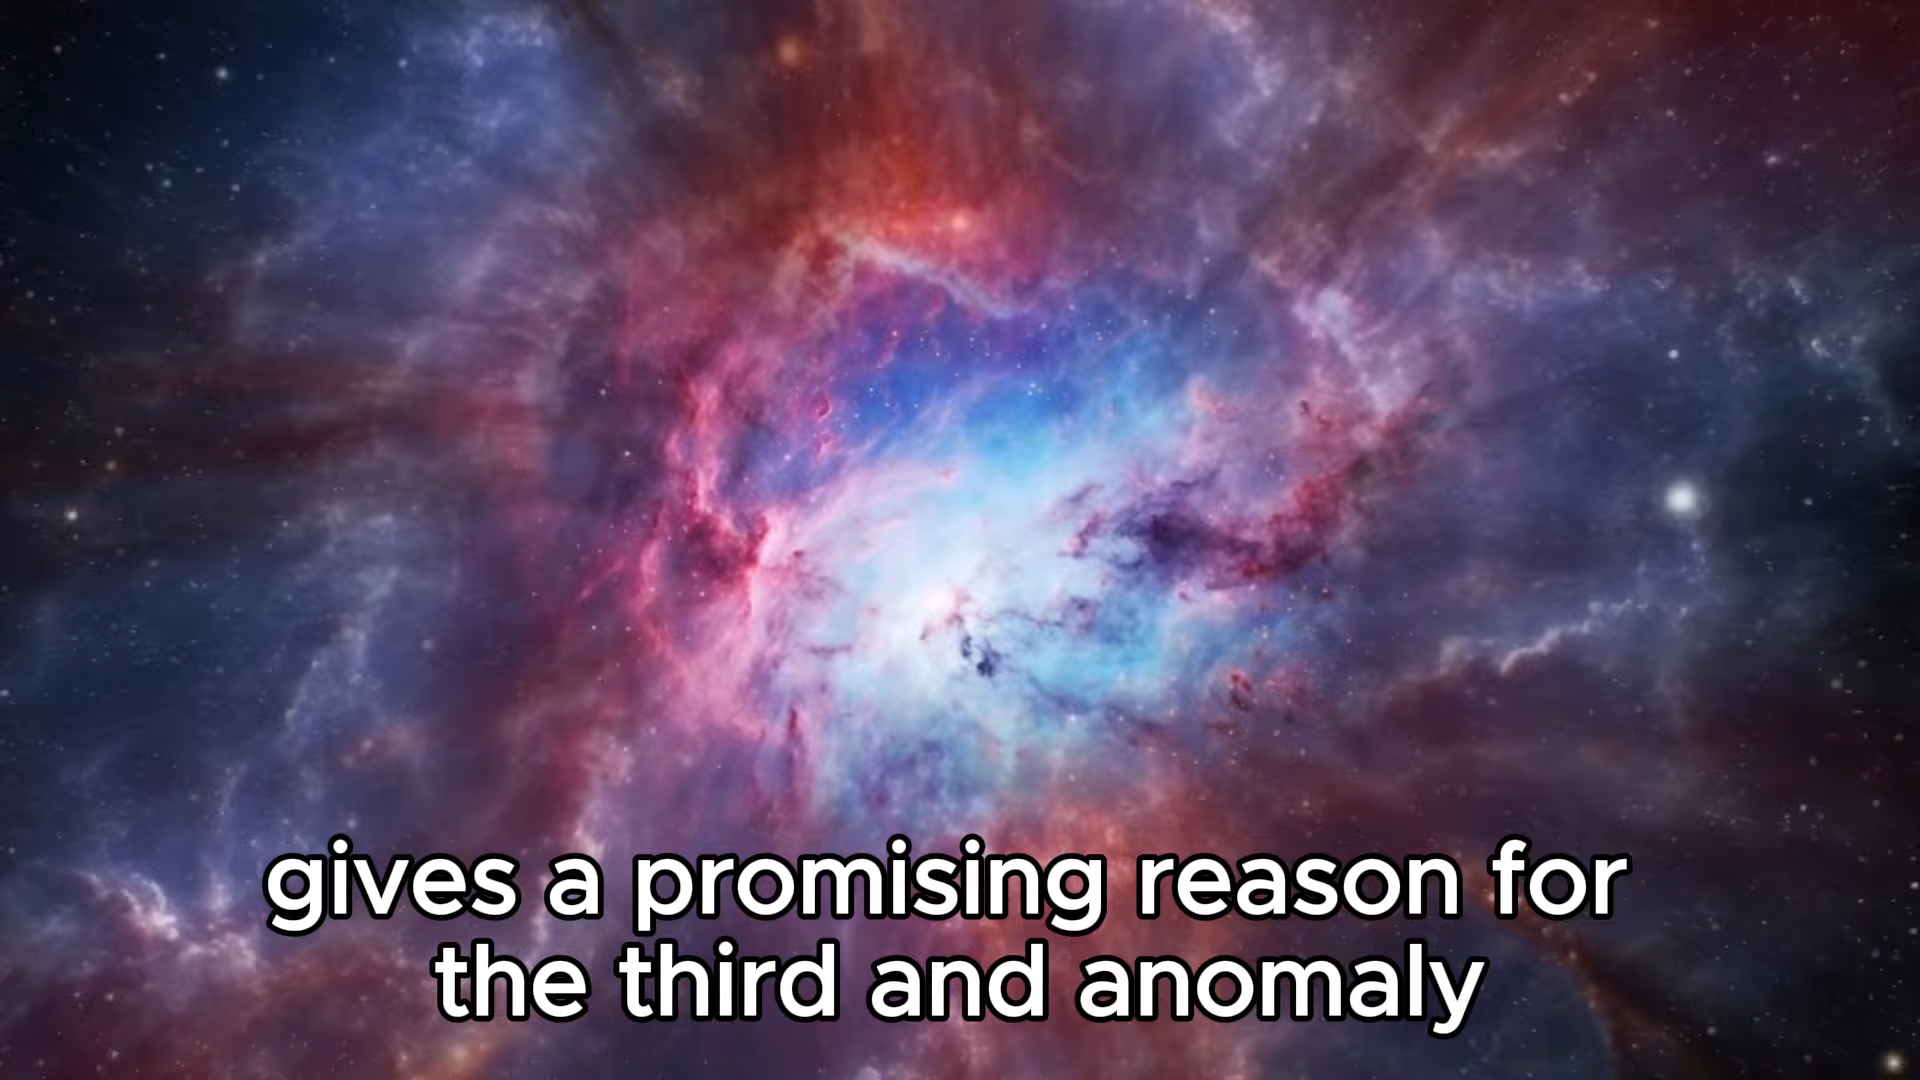 gives a promising reason for
the third and anomaly